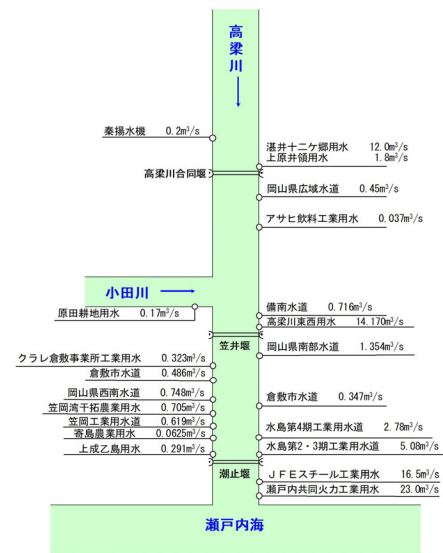 高梁川
秦揚水機 0.2m³/s
湛井十二ケ郷用水 12.0m³/s
上原井領用水 1.8m³/s
高梁川合同堰
岡山県広域水道 0.45m³/s
アサヒ飲料工業用水 0.037m³/s
小田川
原田耕地用水 0.17m³/s
備南水道 0.716m³/s
高梁川東西用水 14.170m³/s
笠井堰
岡山県南部水道 1.354m³/s
クラレ倉敷事業所工業用水 0.323m³/s
倉敷市水道 0.486m³/s
岡山県西南水道 0.748m³/s
倉敷市水道 0.347m³/s
笠岡湾干拓農業用水 0.705m³/s
笠岡工業用水道 0.619m³/s
寄島農業用水 0.0625m³/s
水島第4期工業用水道 2.78m³/s
上成乙島用水 0.291m³/s
水島第2・3期工業用水道 5.08m³/s
潮止堰
JFEスチール工業用水 16.5m³/s
瀬戸内共同火力工業用水 23.0m³/s
瀬戸内海